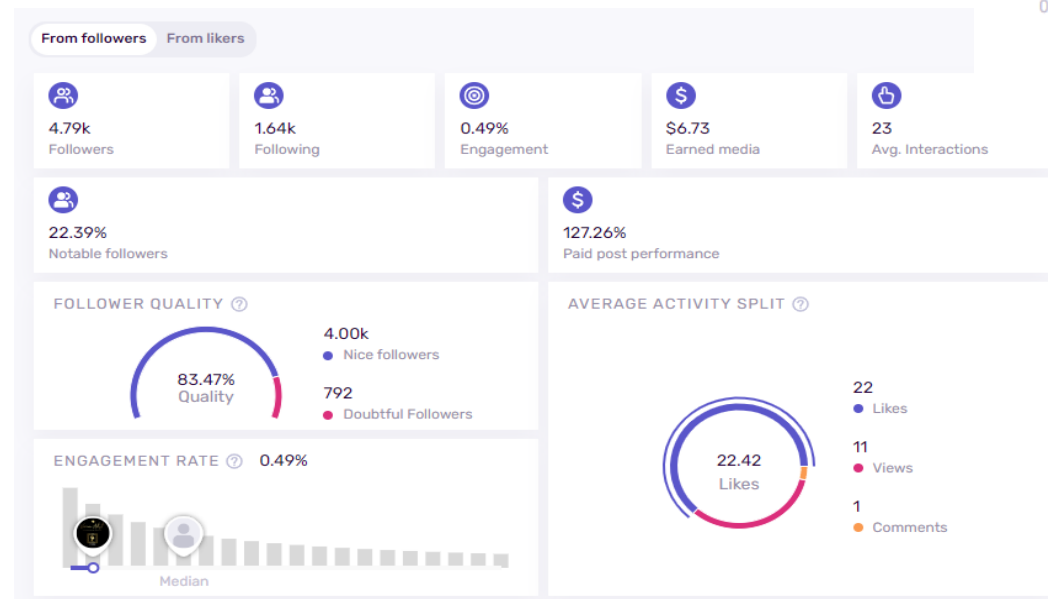 From followers From likers
4.79k
Followers
1.64k
Following
0.49%
Engagement
$6.73
Earned media
23
Avg. Interactions
22.39%
Notable followers
127.26%
Paid post performance
FOLLOWER QUALITY ?
83.47%
Quality
4.00k
Nice followers
792
Doubtful Followers
ENGAGEMENT RATE ? 0.49%
Median
AVERAGE ACTIVITY SPLIT ?
22.42
Likes
22
Likes
11
Views
1
Comments